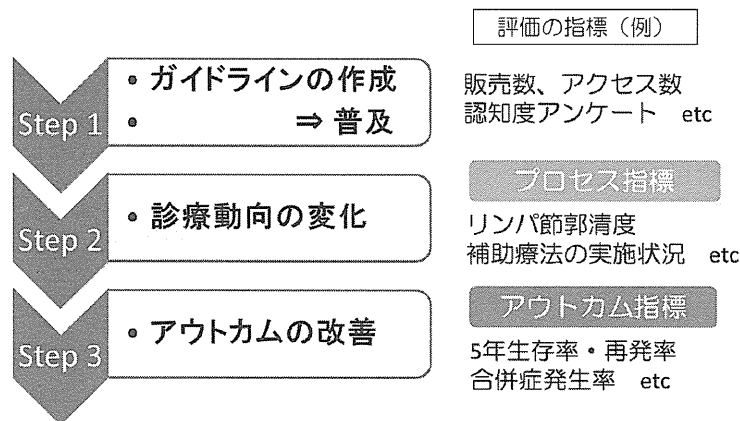 評価の指標（例）
Step 1
・ガイドラインの作成
・ ⇒ 普及
販売数、アクセス数
認知度アンケート etc
プロセス指標
Step 2
・診療動向の変化
リンパ節郭清度
補助療法の実施状況 etc
アウトカム指標
Step 3
・アウトカムの改善
5年生存率・再発率
合併症発生率 etc